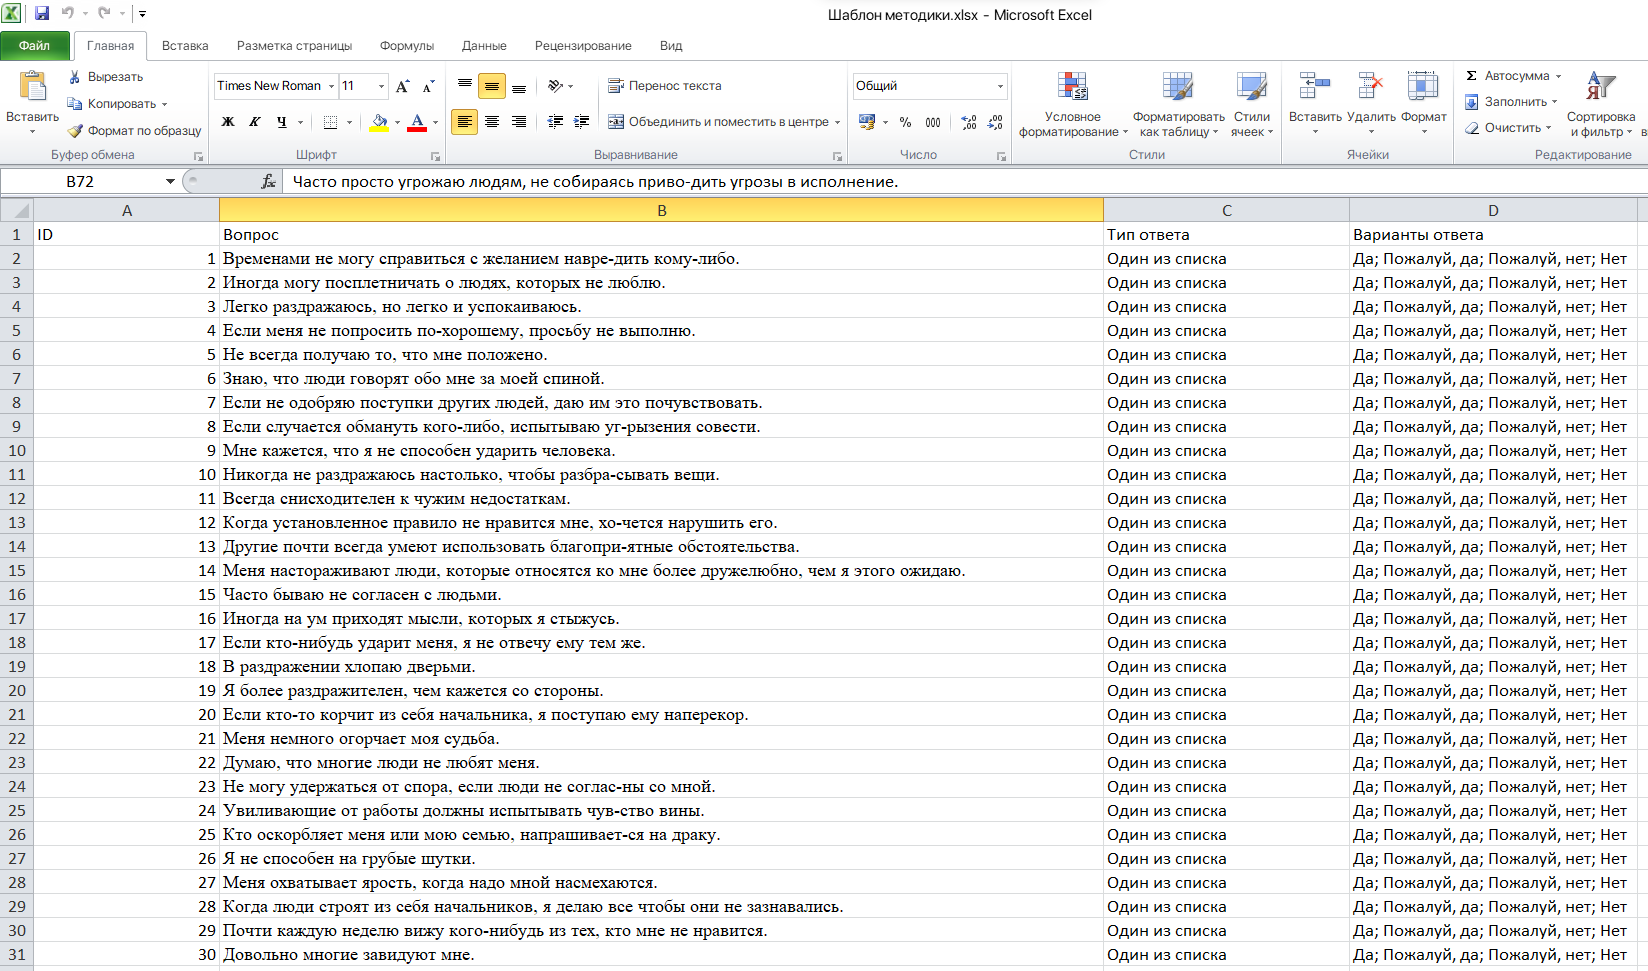 Шаблон методики.xlsx - Microsoft Excel
Файл Главная Вставка Разметка страницы Формулы Данные Рецензирование Вид
Вставить
Вырезать
Копировать
Формат по образцу
Буфер обмена
Times New Roman 11
Ж К Ч А
Шрифт
Перенос текста
Объединить и поместить в центре
Выравнивание
Общий
% 000
Число
Условное форматирование
Форматировать как таблицу
Стили ячеек
Стили
Вставить Удалить Формат
Ячейки
Σ Автосумма
Заполнить
Очистить
Сортировка и фильтр
Редактирование
B72 fx Часто просто угрожаю людям, не собираясь приво-дить угрозы в исполнение.
A B C D
1 ID Вопрос Тип ответа Варианты ответа
2 1 Временами не могу справиться с желанием навре-дить кому-либо. Один из списка Да; Пожалуй, да; Пожалуй, нет; Нет
3 2 Иногда могу посплетничать о людях, которых не люблю. Один из списка Да; Пожалуй, да; Пожалуй, нет; Нет
4 3 Легко раздражаюсь, но легко и успокаиваюсь. Один из списка Да; Пожалуй, да; Пожалуй, нет; Нет
5 4 Если меня не попросить по-хорошему, просьбу не выполню. Один из списка Да; Пожалуй, да; Пожалуй, нет; Нет
6 5 Не всегда получаю то, что мне положено. Один из списка Да; Пожалуй, да; Пожалуй, нет; Нет
7 6 Знаю, что люди говорят обо мне за моей спиной. Один из списка Да; Пожалуй, да; Пожалуй, нет; Нет
8 7 Если не одобряю поступки других людей, даю им это почувствовать. Один из списка Да; Пожалуй, да; Пожалуй, нет; Нет
9 8 Если случается обмануть кого-либо, испытываю уг-рызения совести. Один из списка Да; Пожалуй, да; Пожалуй, нет; Нет
10 9 Мне кажется, что я не способен ударить человека. Один из списка Да; Пожалуй, да; Пожалуй, нет; Нет
11 10 Никогда не раздражаюсь настолько, чтобы разбра-сывать вещи. Один из списка Да; Пожалуй, да; Пожалуй, нет; Нет
12 11 Всегда снисходителен к чужим недостаткам. Один из списка Да; Пожалуй, да; Пожалуй, нет; Нет
13 12 Когда установленное правило не нравится мне, хо-чется нарушить его. Один из списка Да; Пожалуй, да; Пожалуй, нет; Нет
14 13 Другие почти всегда умеют использовать благопри-ятные обстоятельства. Один из списка Да; Пожалуй, да; Пожалуй, нет; Нет
15 14 Меня настораживают люди, которые относятся ко мне более дружелюбно, чем я этого ожидаю. Один из списка Да; Пожалуй, да; Пожалуй, нет; Нет
16 15 Часто бываю не согласен с людьми. Один из списка Да; Пожалуй, да; Пожалуй, нет; Нет
17 16 Иногда на ум приходят мысли, которых я стыжусь. Один из списка Да; Пожалуй, да; Пожалуй, нет; Нет
18 17 Если кто-нибудь ударит меня, я не отвечу ему тем же. Один из списка Да; Пожалуй, да; Пожалуй, нет; Нет
19 18 В раздражении хлопаю дверьми. Один из списка Да; Пожалуй, да; Пожалуй, нет; Нет
20 19 Я более раздражителен, чем кажется со стороны. Один из списка Да; Пожалуй, да; Пожалуй, нет; Нет
21 20 Если кто-то корчит из себя начальника, я поступаю ему наперекор. Один из списка Да; Пожалуй, да; Пожалуй, нет; Нет
22 21 Меня немного огорчает моя судьба. Один из списка Да; Пожалуй, да; Пожалуй, нет; Нет
23 22 Думаю, что многие люди не любят меня. Один из списка Да; Пожалуй, да; Пожалуй, нет; Нет
24 23 Не могу удержаться от спора, если люди не соглас-ны со мной. Один из списка Да; Пожалуй, да; Пожалуй, нет; Нет
25 24 Увиливающие от работы должны испытывать чув-ство вины. Один из списка Да; Пожалуй, да; Пожалуй, нет; Нет
26 25 Кто оскорбляет меня или мою семью, напрашивает-ся на драку. Один из списка Да; Пожалуй, да; Пожалуй, нет; Нет
27 26 Я не способен на грубые шутки. Один из списка Да; Пожалуй, да; Пожалуй, нет; Нет
28 27 Меня охватывает ярость, когда надо мной насмехаются. Один из списка Да; Пожалуй, да; Пожалуй, нет; Нет
29 28 Когда люди строят из себя начальников, я делаю все чтобы они не зазнавались. Один из списка Да; Пожалуй, да; Пожалуй, нет; Нет
30 29 Почти каждую неделю вижу кого-нибудь из тех, кто мне не нравится. Один из списка Да; Пожалуй, да; Пожалуй, нет; Нет
31 30 Довольно многие завидуют мне. Один из списка Да; Пожалуй, да; Пожалуй, нет; Нет